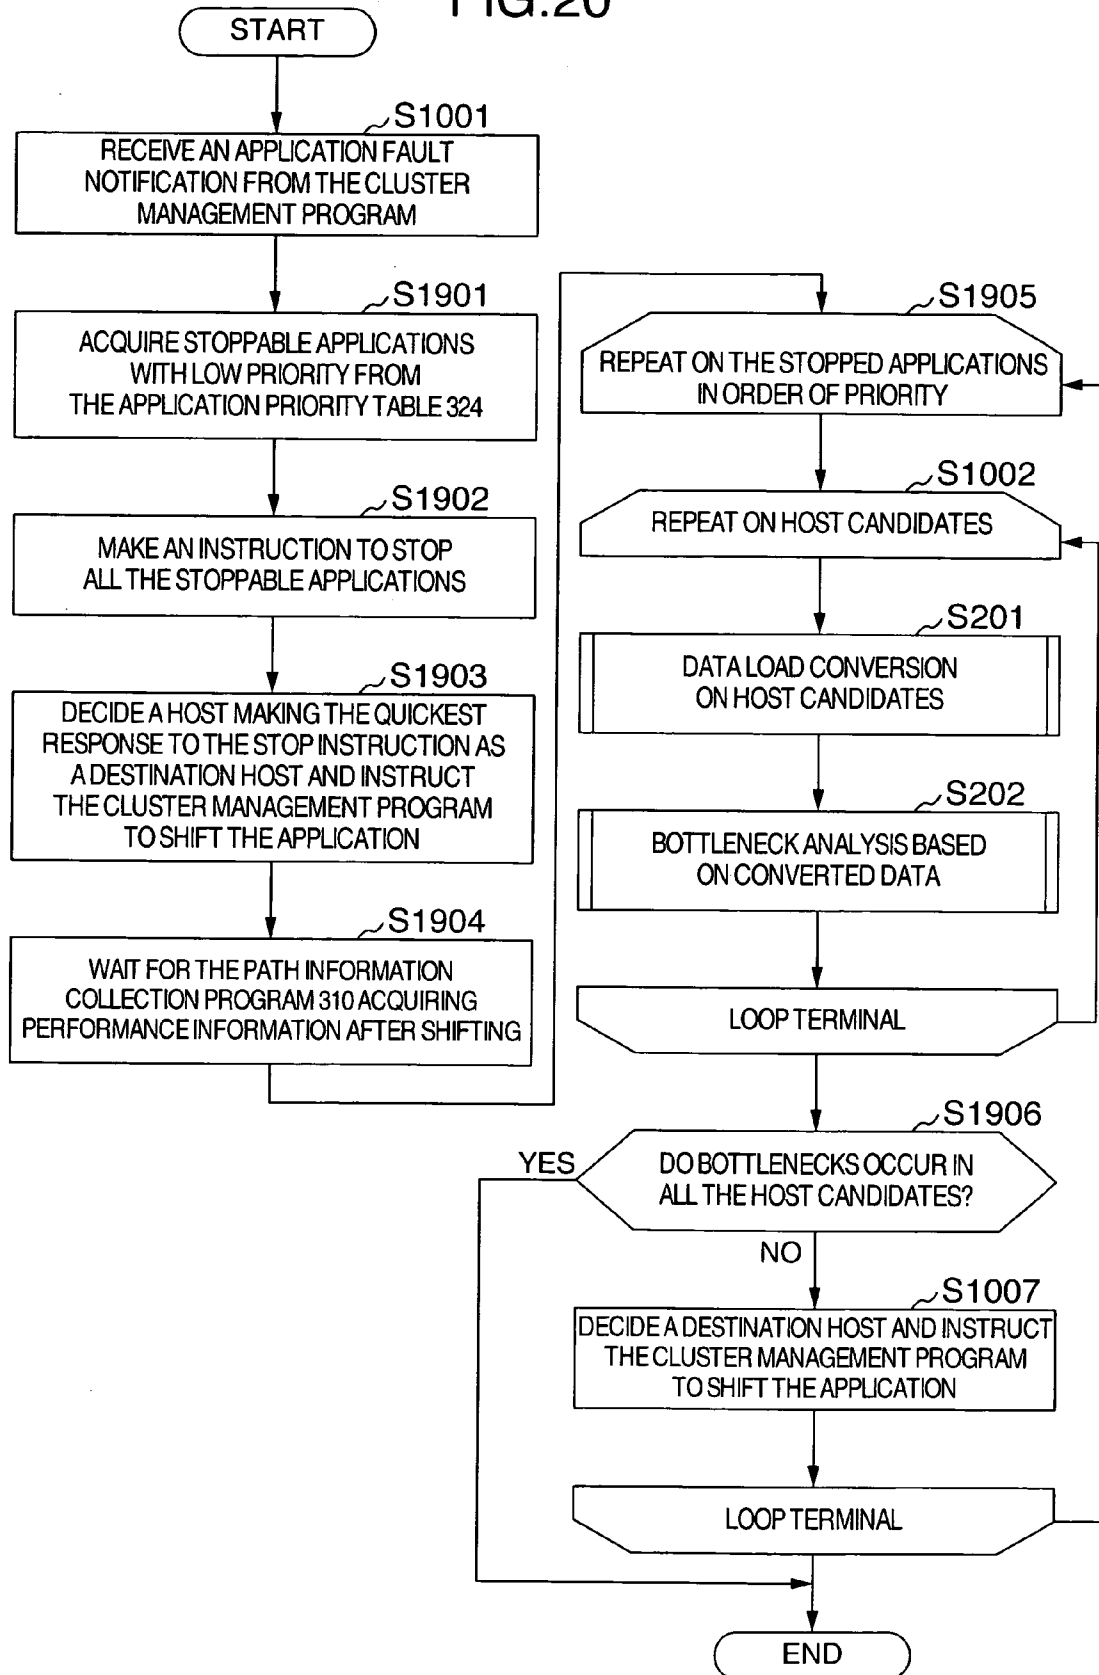 FIG.20
START
S1001
RECEIVE AN APPLICATION FAULT
NOTIFICATION FROM THE CLUSTER
MANAGEMENT PROGRAM
S1901
ACQUIRE STOPPABLE APPLICATIONS
WITH LOW PRIORITY FROM
THE APPLICATION PRIORITY TABLE 324
S1902
MAKE AN INSTRUCTION TO STOP
ALL THE STOPPABLE APPLICATIONS
S1903
DECIDE A HOST MAKING THE QUICKEST
RESPONSE TO THE STOP INSTRUCTION AS
A DESTINATION HOST AND INSTRUCT
THE CLUSTER MANAGEMENT PROGRAM
TO SHIFT THE APPLICATION
S1904
WAIT FOR THE PATH INFORMATION
COLLECTION PROGRAM 310 ACQUIRING
PERFORMANCE INFORMATION AFTER SHIFTING
S1905
REPEAT ON THE STOPPED APPLICATIONS
IN ORDER OF PRIORITY
S1002
REPEAT ON HOST CANDIDATES
S201
DATA LOAD CONVERSION
ON HOST CANDIDATES
S202
BOTTLENECK ANALYSIS BASED
ON CONVERTED DATA
LOOP TERMINAL
S1906
YES
DO BOTTLENECKS OCCUR IN
ALL THE HOST CANDIDATES?
NO
S1007
DECIDE A DESTINATION HOST AND INSTRUCT
THE CLUSTER MANAGEMENT PROGRAM
TO SHIFT THE APPLICATION
LOOP TERMINAL
END